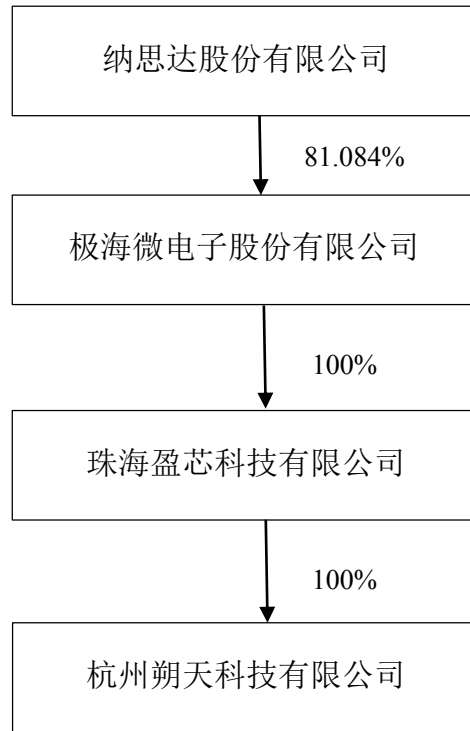 纳思达股份有限公司
81.084%
极海微电子股份有限公司
100%
珠海盈芯科技有限公司
100%
杭州朔天科技有限公司